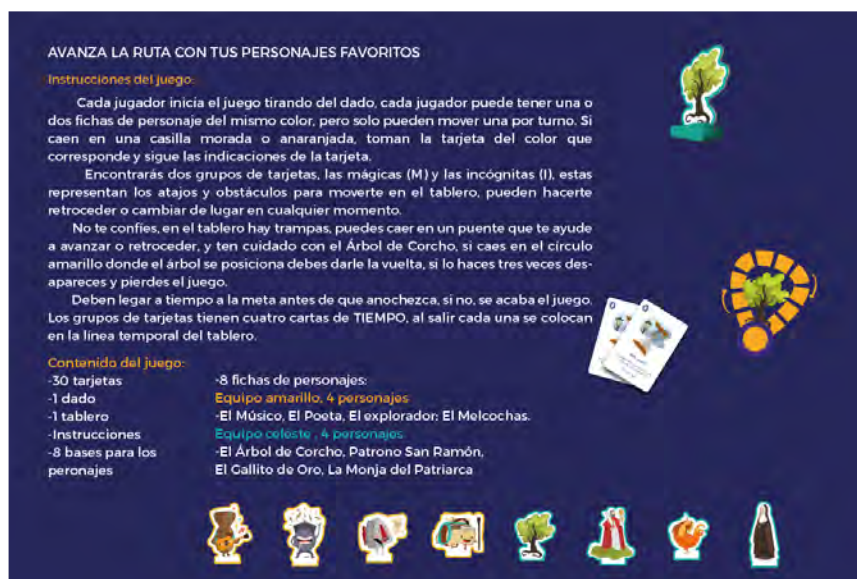 AVANZA LA RUTA CON TUS PERSONAJES FAVORITOS
Instrucciones del juego:
Cada jugador inicia el juego tirando del dado, cada jugador puede tener una o
dos fichas de personaje del mismo color, pero solo pueden mover una por turno. Si
caen en una casilla morada o anaranjada, toman la tarjeta del color que
corresponde y sigue las indicaciones de la tarjeta.
Encontrarás dos grupos de tarjetas, las mágicas (M) y las incógnitas (I), estas
representan los atajos y obstáculos para moverte en el tablero, pueden hacerte
retroceder o cambiar de lugar en cualquier momento.
No te confíes, en el tablero hay trampas, puedes caer en un puente que te ayude
a avanzar o retroceder, y ten cuidado con el Árbol de Corcho, si caes en el círculo
amarillo donde el árbol se posiciona debes darle la vuelta, si lo haces tres veces des-
apareces y pierdes el juego.
Deben legar a tiempo a la meta antes de que anochezca, si no, se acaba el juego.
Los grupos de tarjetas tienen cuatro cartas de TIEMPO, al salir cada una se colocan
en la línea temporal del tablero.
Contenido del juego:
-30 tarjetas
-1 dado
-1 tablero
-Instrucciones
-8 bases para los
peronajes
-8 fichas de personajes:
Equipo amarillo, 4 personajes
-El Músico, El Poeta, El explorador; El Melcochas.
Equipo celeste , 4 personajes
-El Árbol de Corcho, Patrono San Ramón,
El Gallito de Oro, La Monja del Patriarca